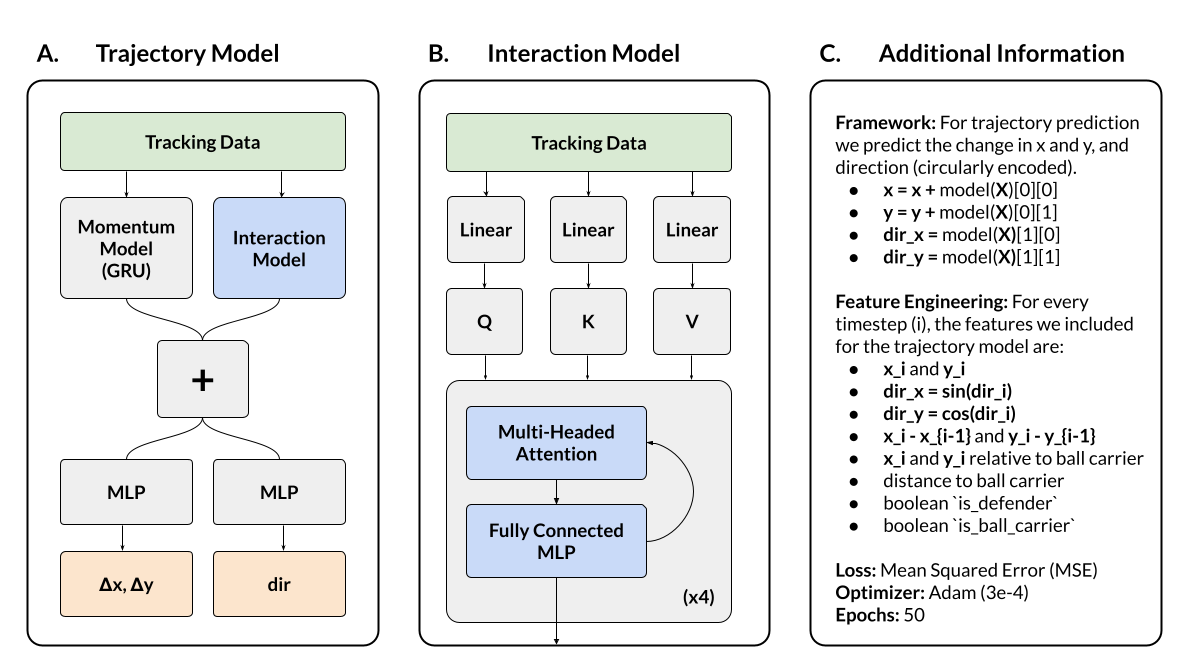 A. Trajectory Model
Tracking Data
Momentum
Model
(GRU)
Interaction
Model
+
MLP
MLP
Δx, Δy
dir
B. Interaction Model
Tracking Data
Linear
Linear
Linear
Q
K
V
Multi-Headed
Attention
Fully Connected
MLP
(x4)
C. Additional Information
Framework: For trajectory prediction
we predict the change in x and y, and
direction (circularly encoded).
● x = x + model(X)[0][0]
● y = y + model(X)[0][1]
● dir_x = model(X)[1][0]
● dir_y = model(X)[1][1]
Feature Engineering: For every
timestep (i), the features we included
for the trajectory model are:
● x_i and y_i
● dir_x = sin(dir_i)
● dir_y = cos(dir_i)
● x_i - x_{i-1} and y_i - y_{i-1}
● x_i and y_i relative to ball carrier
● distance to ball carrier
● boolean `is_defender`
● boolean `is_ball_carrier`
Loss: Mean Squared Error (MSE)
Optimizer: Adam (3e-4)
Epochs: 50